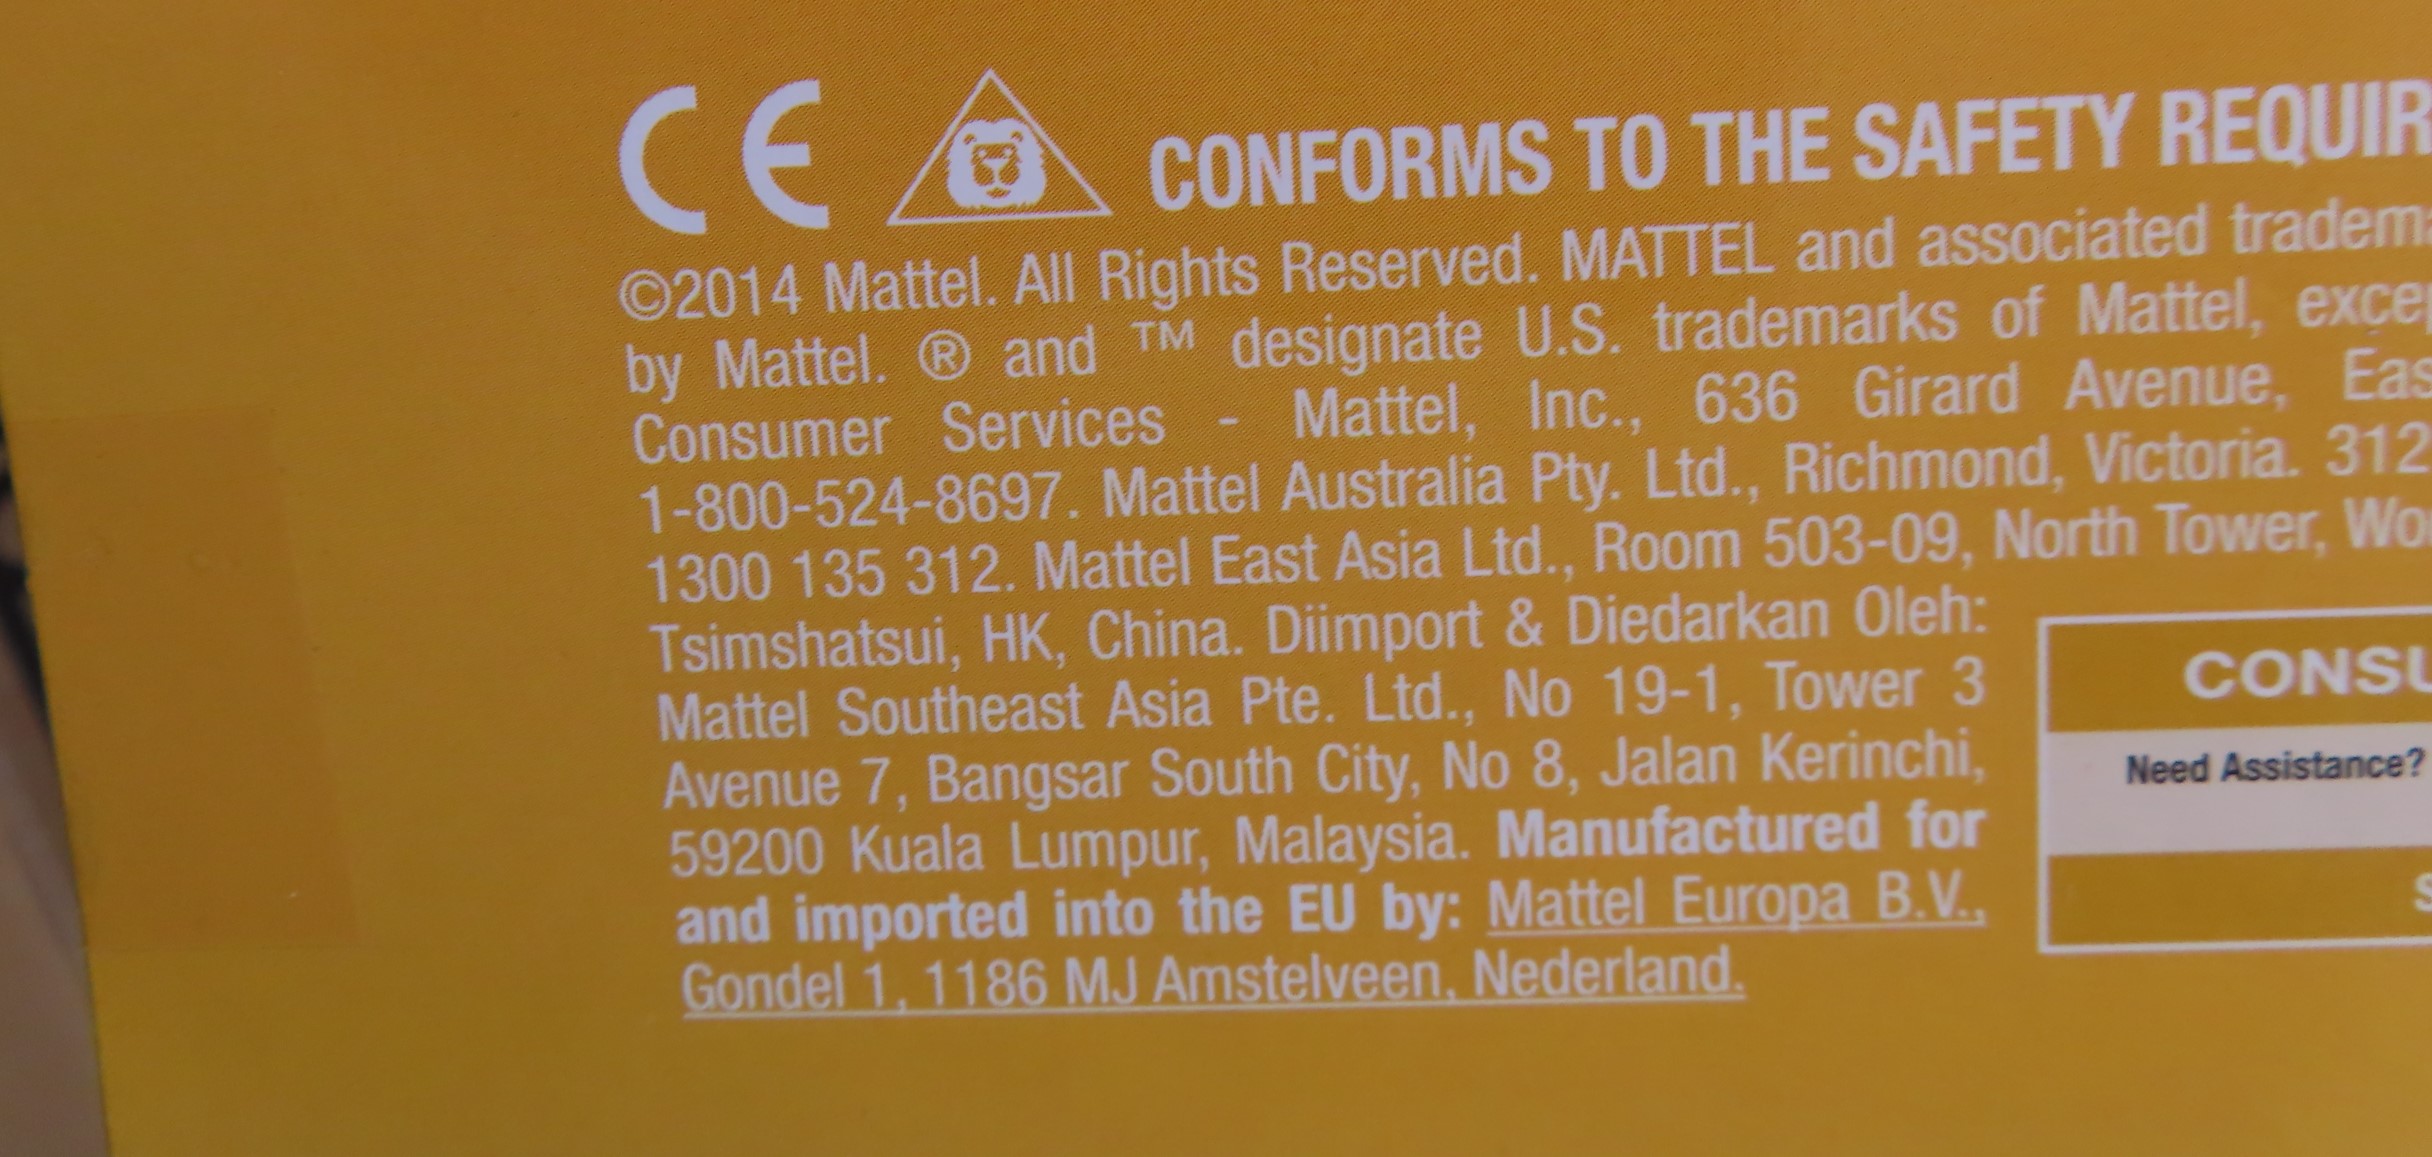 CE CONFORMS TO THE SAFETY REQUIR
©2014 Mattel. All Rights Reserved. MATTEL and associated tradema
by Mattel. ® and ™ designate U.S. trademarks of Mattel, excep
Consumer Services - Mattel, Inc., 636 Girard Avenue, Eas
1-800-524-8697. Mattel Australia Pty. Ltd., Richmond, Victoria. 312
1300 135 312. Mattel East Asia Ltd., Room 503-09, North Tower, Wo
Tsimshatsui, HK, China. Diimport & Diedarkan Oleh:
Mattel Southeast Asia Pte. Ltd., No 19-1, Tower 3
Avenue 7, Bangsar South City, No 8, Jalan Kerinchi,
59200 Kuala Lumpur, Malaysia. Manufactured for
and imported into the EU by: Mattel Europa B.V.,
Gondel 1, 1186 MJ Amstelveen, Nederland.
CONSU
Need Assistance?
S